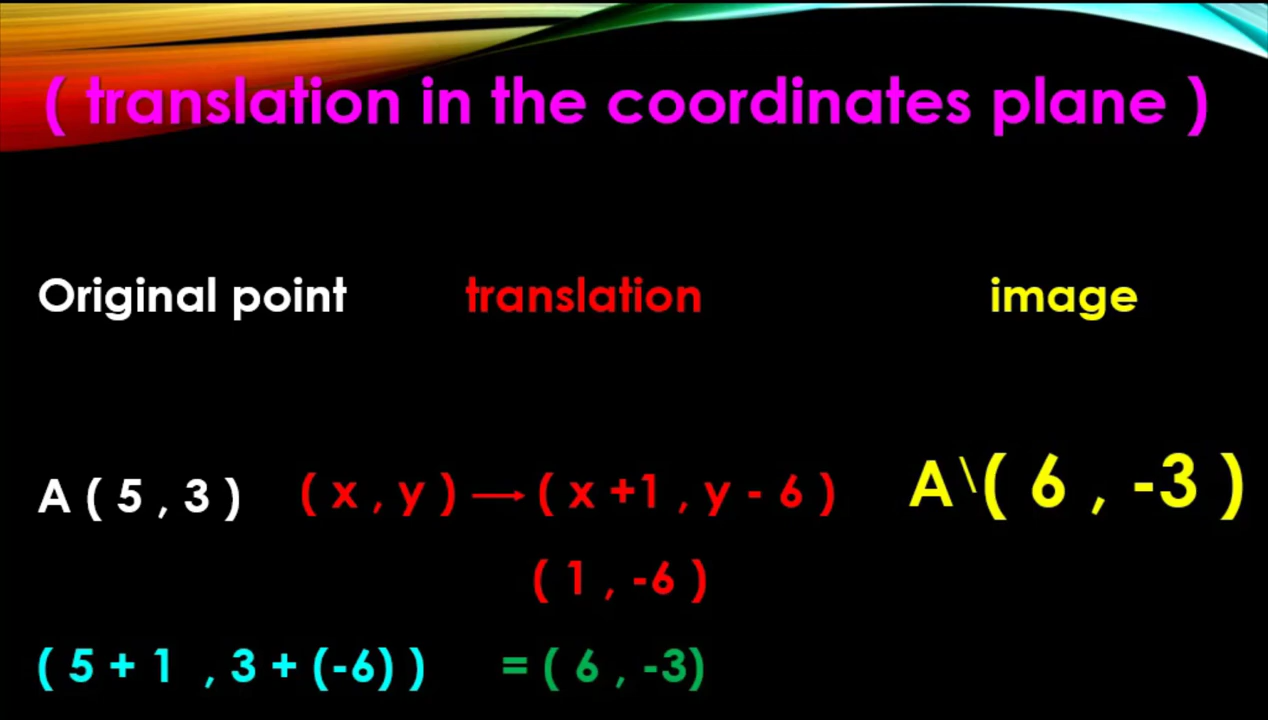 ( translation in the coordinates plane )
Original point translation image
A ( 5 , 3 ) ( x , y ) → ( x +1 , y - 6 ) A\( 6 , -3 )
( 1 , -6 )
( 5 + 1 , 3 + (-6) ) = ( 6 , -3)